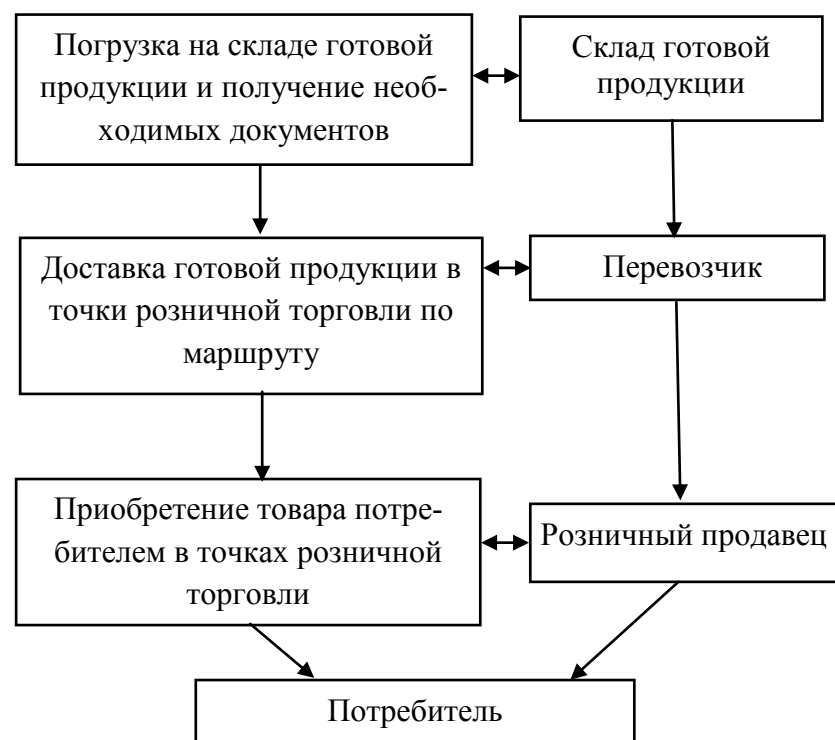 Погрузка на складе готовой
продукции и получение необ-
ходимых документов
Склад готовой
продукции
Доставка готовой продукции в
точки розничной торговли по
маршруту
Перевозчик
Приобретение товара потре-
бителем в точках розничной
торговли
Розничный продавец
Потребитель